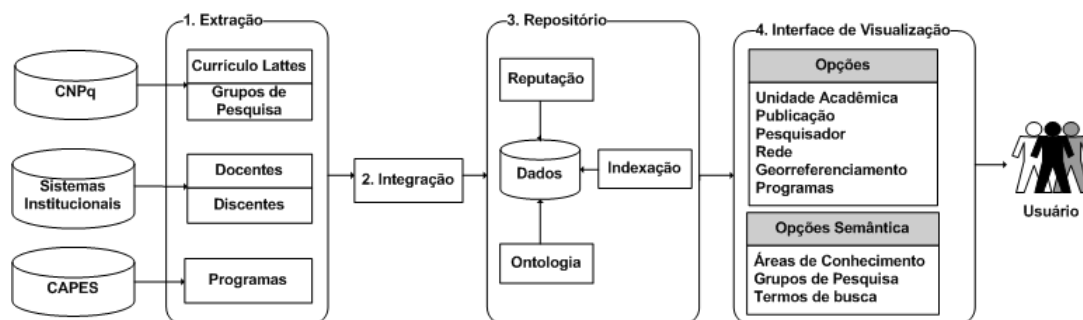 1. Extração
CNPq
Currículo Lattes
Grupos de
Pesquisa
Sistemas
Institucionais
Docentes
Discentes
CAPES
Programas
2. Integração
3. Repositório
Reputação
Dados
Indexação
Ontologia
4. Interface de Visualização
Opções
Unidade Acadêmica
Publicação
Pesquisador
Rede
Georreferenciamento
Programas
Opções Semântica
Áreas de Conhecimento
Grupos de Pesquisa
Termos de busca
Usuário